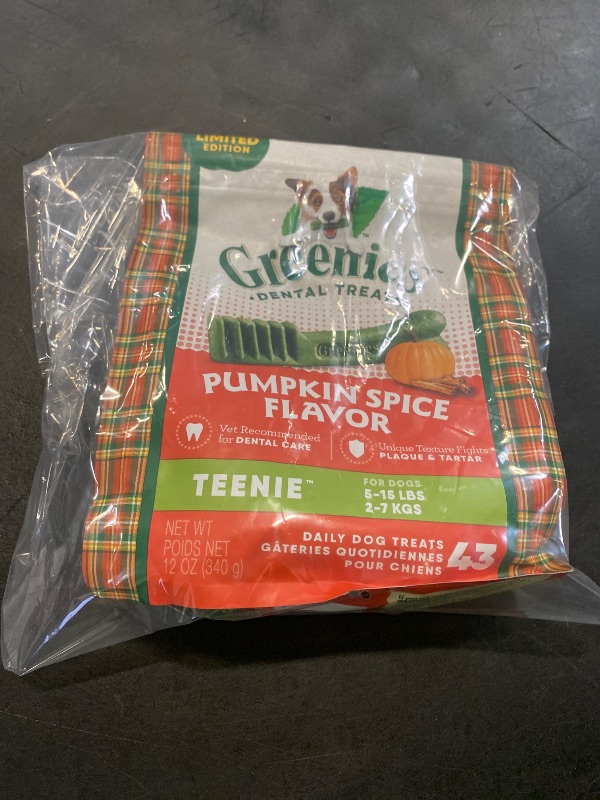 LIMITED
EDITION
Greenies™
•DENTAL TREATS
PUMPKIN SPICE
FLAVOR
Vet Recommended
for DENTAL CARE
Unique Texture Fights
PLAQUE & TARTAR
TEENIE™
FOR DOGS
5-15 LBS
2-7 KGS
NET WT
POIDS NET
12 OZ (340 g)
DAILY DOG TREATS
GÂTERIES QUOTIDIENNES
POUR CHIENS
43